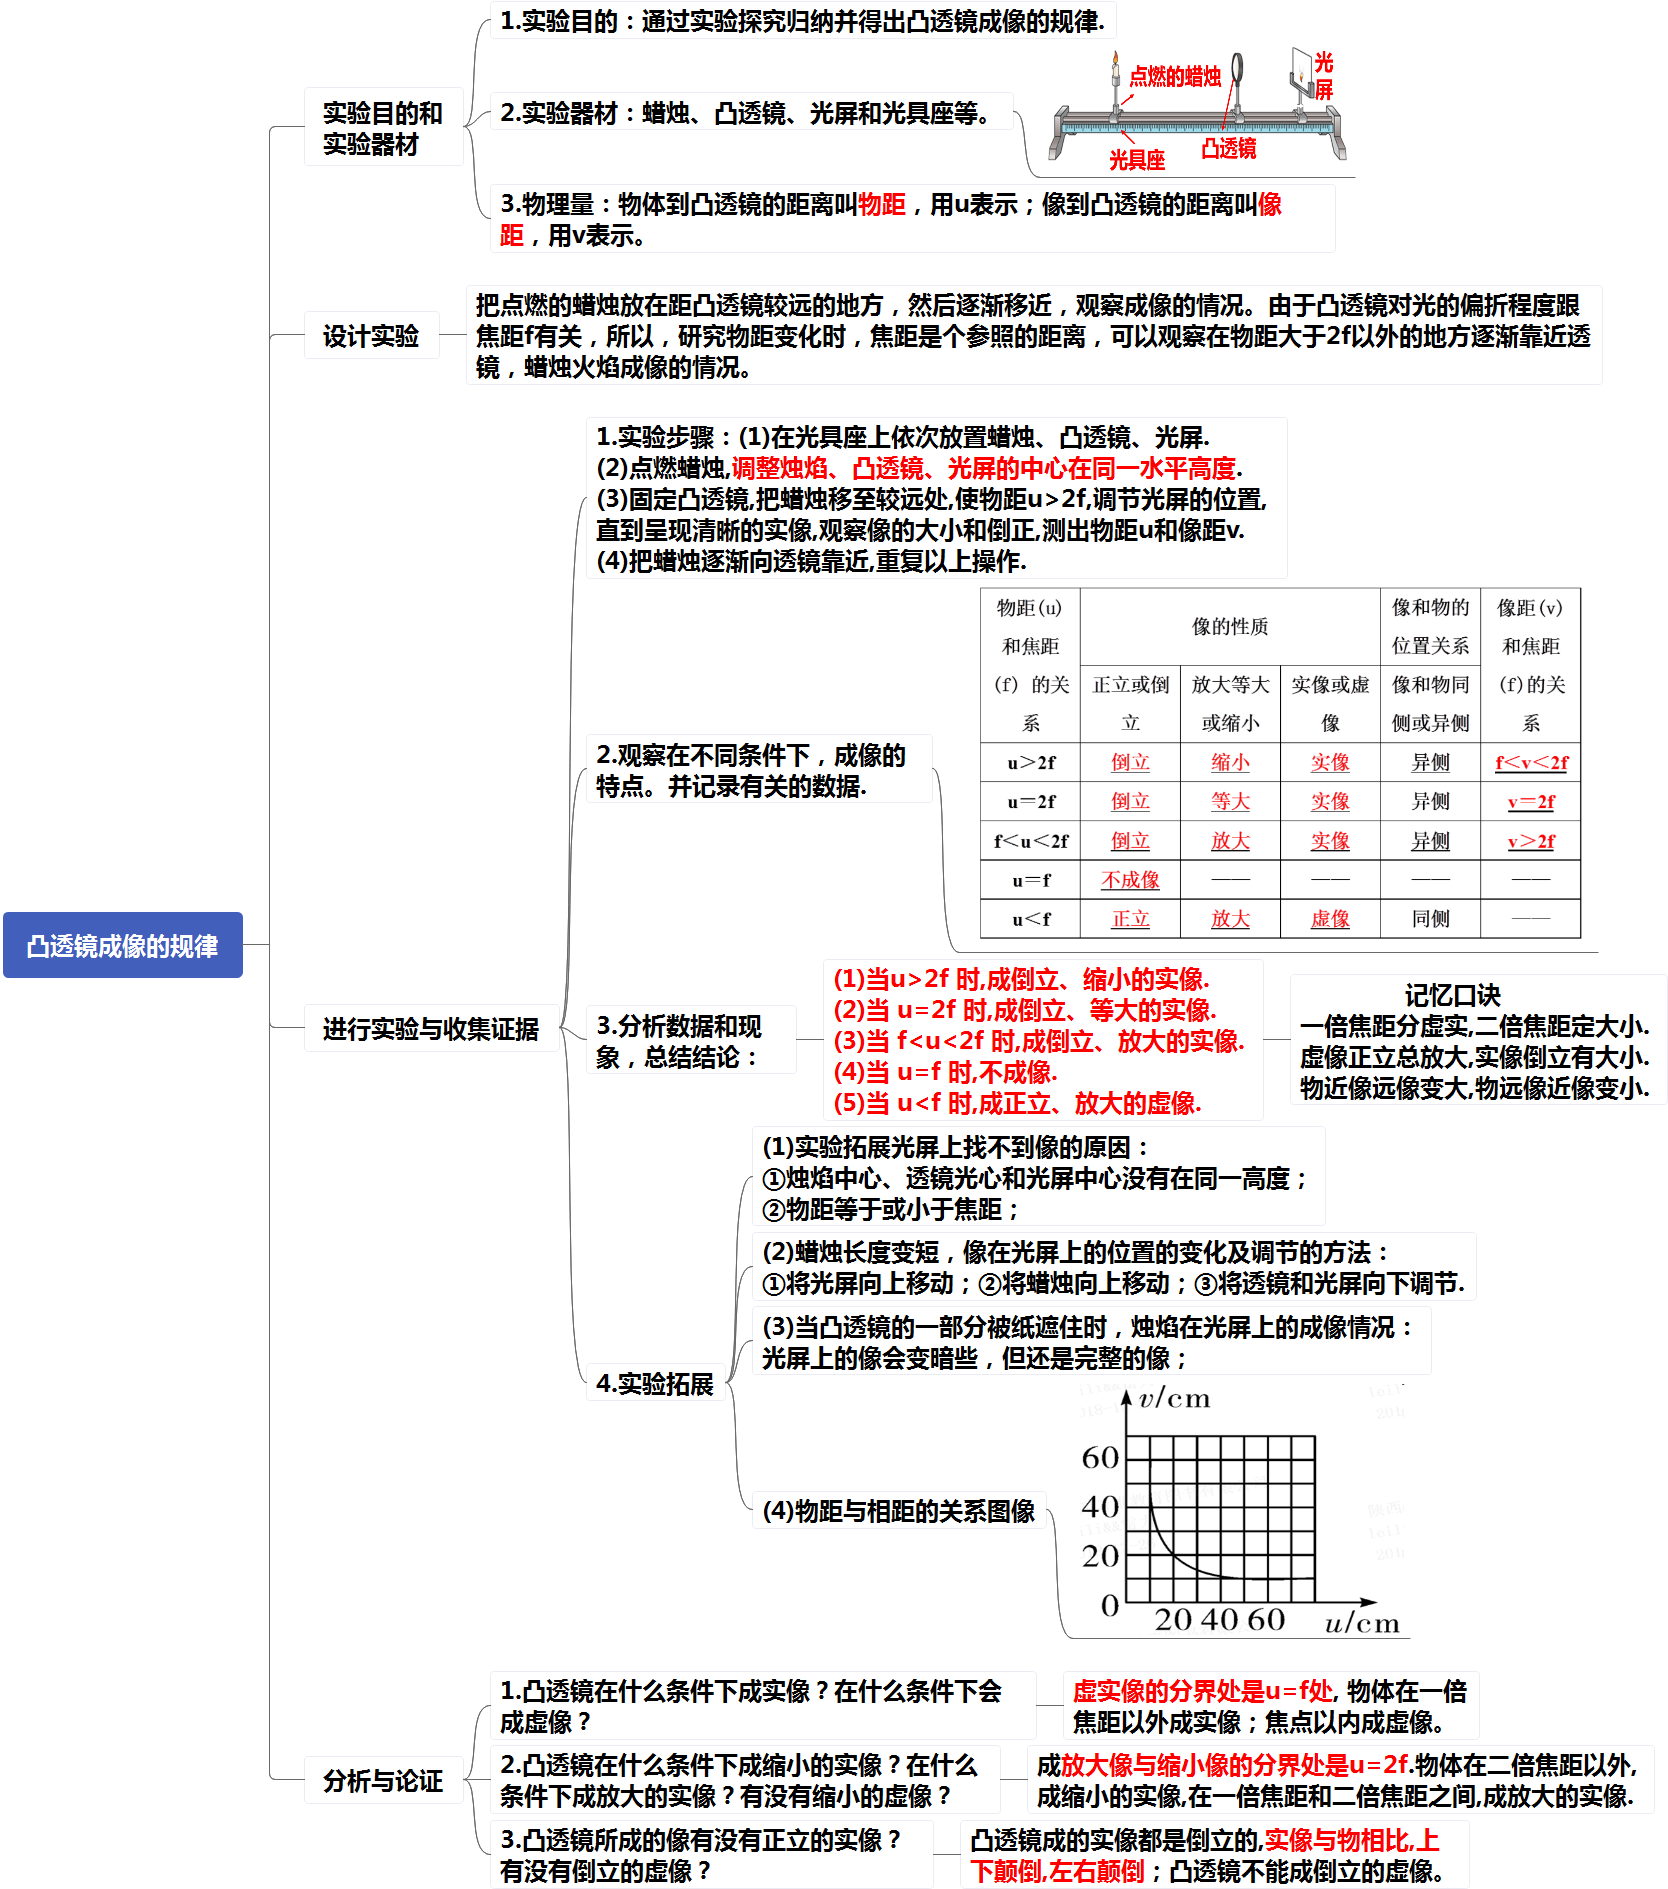 凸透镜成像的规律
实验目的和
实验器材
1.实验目的：通过实验探究归纳并得出凸透镜成像的规律.
2.实验器材：蜡烛、凸透镜、光屏和光具座等。
点燃的蜡烛
光
屏
光具座
凸透镜
3.物理量：物体到凸透镜的距离叫物距，用u表示；像到凸透镜的距离叫像
距，用v表示。
设计实验
把点燃的蜡烛放在距凸透镜较远的地方，然后逐渐移近，观察成像的情况。由于凸透镜对光的偏折程度跟
焦距f有关，所以，研究物距变化时，焦距是个参照的距离，可以观察在物距大于2f以外的地方逐渐靠近透
镜，蜡烛火焰成像的情况。
进行实验与收集证据
1.实验步骤：(1)在光具座上依次放置蜡烛、凸透镜、光屏.
(2)点燃蜡烛,调整烛焰、凸透镜、光屏的中心在同一水平高度.
(3)固定凸透镜,把蜡烛移至较远处,使物距u>2f,调节光屏的位置,
直到呈现清晰的实像,观察像的大小和倒正,测出物距u和像距v.
(4)把蜡烛逐渐向透镜靠近,重复以上操作.
2.观察在不同条件下，成像的
特点。并记录有关的数据.
物距(u)
和焦距
(f) 的关
系
像的性质
像和物的
位置关系
像距(v)
和焦距
(f)的关
系
正立或倒
立
放大等大
或缩小
实像或虚
像
像和物同
侧或异侧
u＞2f 倒立 缩小 实像 异侧 f＜v＜2f
u＝2f 倒立 等大 实像 异侧 v＝2f
f＜u＜2f 倒立 放大 实像 异侧 v＞2f
u＝f 不成像 —— —— —— ——
u＜f 正立 放大 虚像 同侧 ——
3.分析数据和现
象，总结结论：
(1)当u>2f 时,成倒立、缩小的实像.
(2)当 u=2f 时,成倒立、等大的实像.
(3)当 f<u<2f 时,成倒立、放大的实像.
(4)当 u=f 时,不成像.
(5)当 u<f 时,成正立、放大的虚像.
记忆口诀
一倍焦距分虚实,二倍焦距定大小.
虚像正立总放大,实像倒立有大小.
物近像远像变大,物远像近像变小.
4.实验拓展
(1)实验拓展光屏上找不到像的原因：
①烛焰中心、透镜光心和光屏中心没有在同一高度；
②物距等于或小于焦距；
(2)蜡烛长度变短，像在光屏上的位置的变化及调节的方法：
①将光屏向上移动；②将蜡烛向上移动；③将透镜和光屏向下调节.
(3)当凸透镜的一部分被纸遮住时，烛焰在光屏上的成像情况：
光屏上的像会变暗些，但还是完整的像；
(4)物距与相距的关系图像
v/cm
60
40
20
0
20 40 60
u/cm
分析与论证
1.凸透镜在什么条件下成实像？在什么条件下会
成虚像？
虚实像的分界处是u=f处, 物体在一倍
焦距以外成实像；焦点以内成虚像。
2.凸透镜在什么条件下成缩小的实像？在什么
条件下成放大的实像？有没有缩小的虚像？
成放大像与缩小像的分界处是u=2f.物体在二倍焦距以外,
成缩小的实像,在一倍焦距和二倍焦距之间,成放大的实像.
3.凸透镜所成的像有没有正立的实像？
有没有倒立的虚像？
凸透镜成的实像都是倒立的,实像与物相比,上
下颠倒,左右颠倒；凸透镜不能成倒立的虚像。